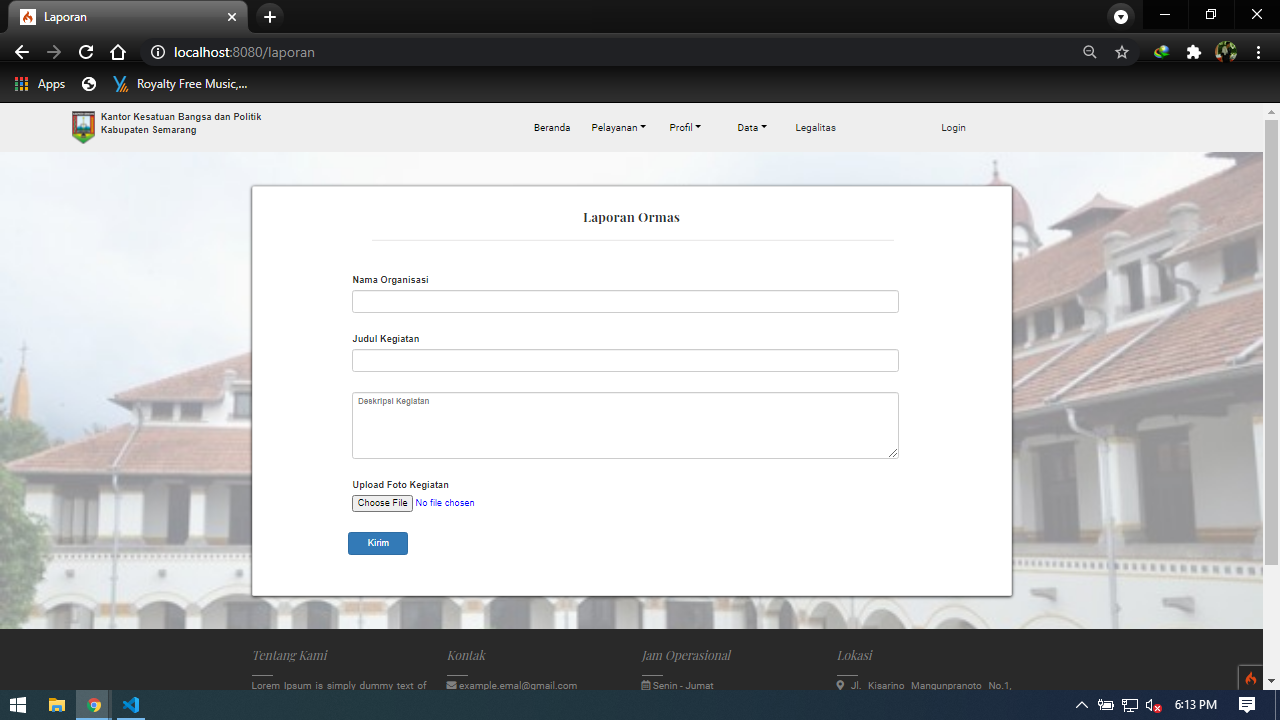 Laporan
localhost:8080/laporan
Apps
Royalty Free Music,...
Kantor Kesatuan Bangsa dan Politik
Kabupaten Semarang
Beranda Pelayanan Profil Data Legalitas Login
Laporan Ormas
Nama Organisasi
Judul Kegiatan
Deskripsi Kegiatan
Upload Foto Kegiatan
Choose File No file chosen
Kirim
Tentang Kami Kontak Jam Operasional Lokasi
Lorem Ipsum is simply dummy text of example.emal@gmail.com Senin - Jumat Jl. Kisarino Mangunpranoto No.1,
6:13 PM